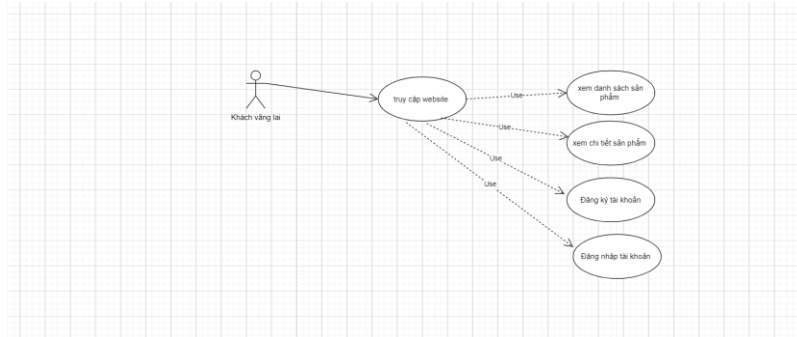 Khách vãng lai
truy cập website
Use
xem danh sách sản
phẩm
Use
xem chi tiết sản phẩm
Use
Đăng ký tài khoản
Use
Đăng nhập tài khoản